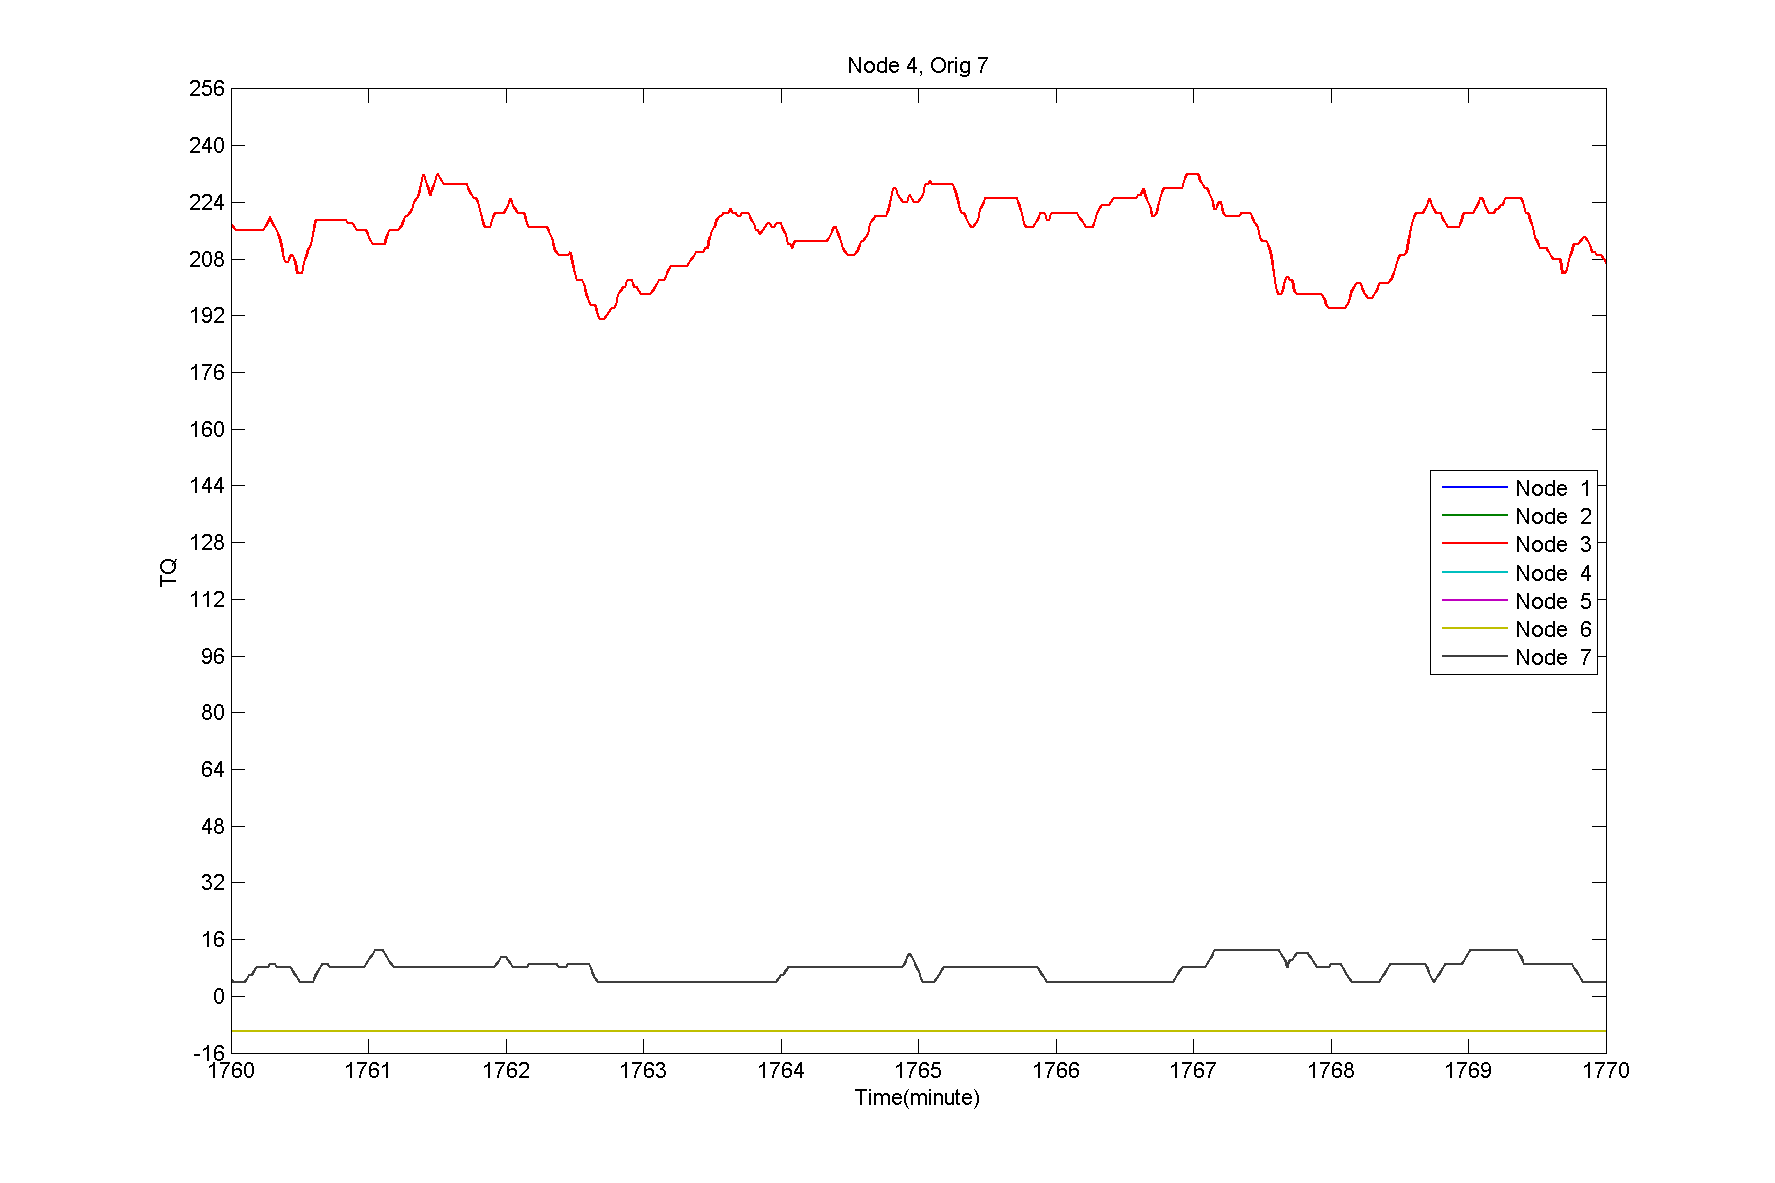 Node 4, Orig 7
256
240
224
208
192
176
160
144
128
112
96
80
64
48
32
16
0
-16
TQ
Node 1
Node 2
Node 3
Node 4
Node 5
Node 6
Node 7
1760 1761 1762 1763 1764 1765 1766 1767 1768 1769 1770
Time(minute)